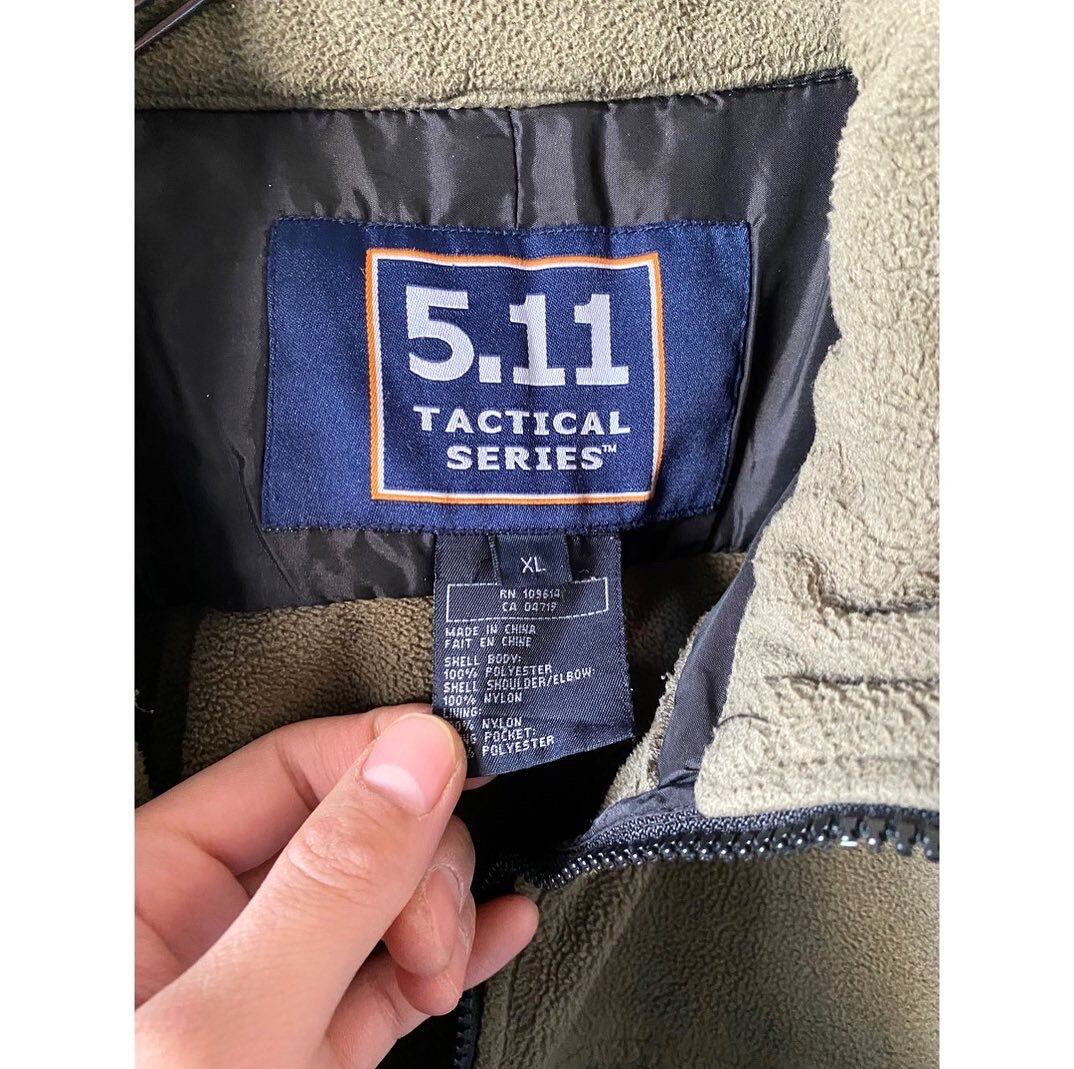 5.11
TACTICAL
SERIES™
XL
RN 109614
CA 04719
MADE IN CHINA
FAIT EN CHINE
SHELL BODY:
100% POLYESTER
SHELL SHOULDER/ELBOW:
100% NYLON
NYLON
POCKET:
POLYESTER